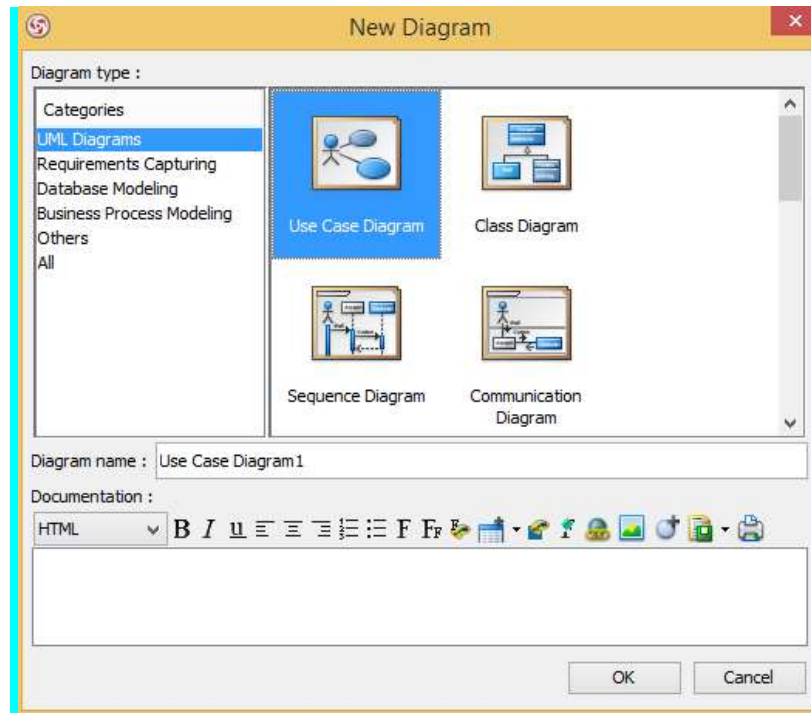 New Diagram
Diagram type :
Categories
UML Diagrams
Requirements Capturing
Database Modeling
Business Process Modeling
Others
All
Use Case Diagram
Class Diagram
Sequence Diagram
Communication
Diagram
Diagram name : Use Case Diagram1
Documentation :
HTML B I u F FF
OK Cancel